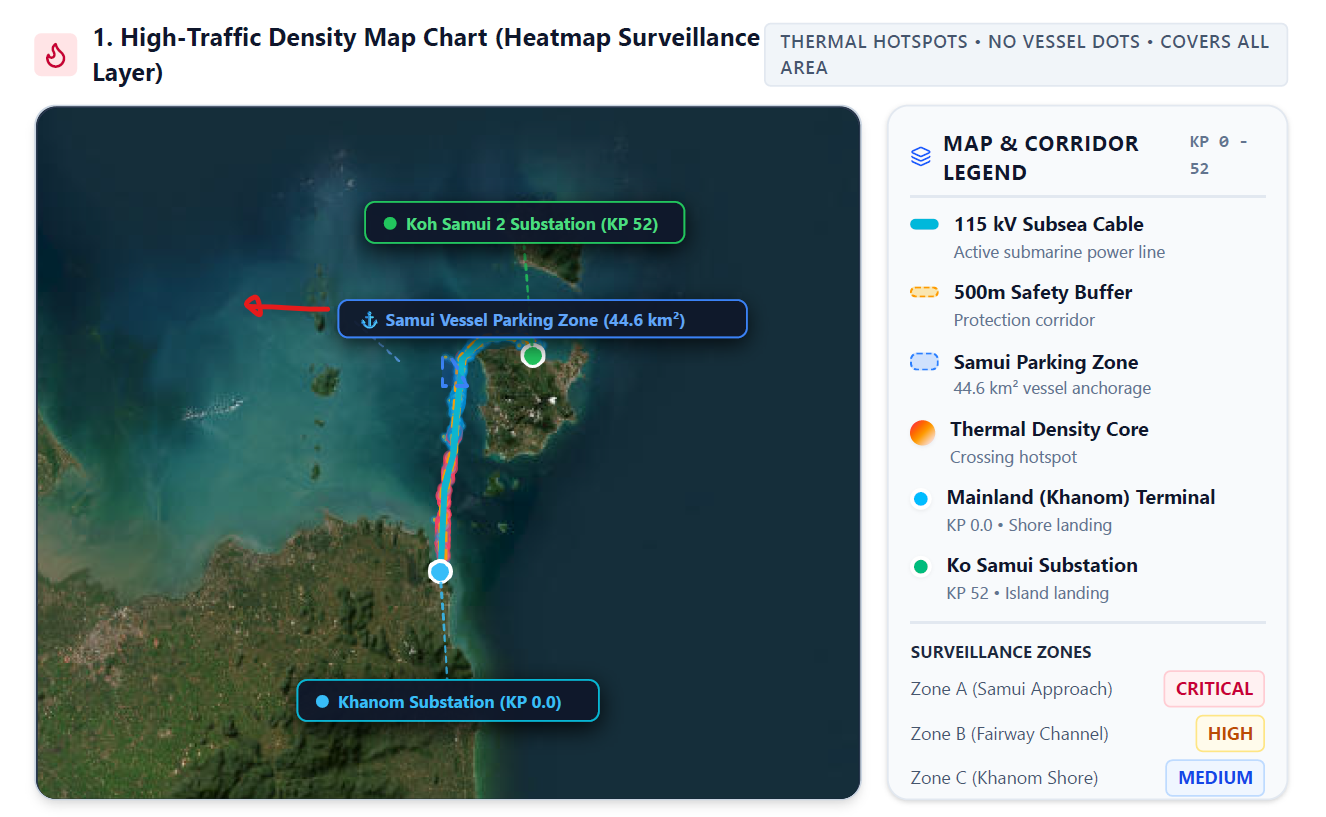 1. High-Traffic Density Map Chart (Heatmap Surveillance
Layer)
THERMAL HOTSPOTS • NO VESSEL DOTS • COVERS ALL
AREA
Koh Samui 2 Substation (KP 52)
Samui Vessel Parking Zone (44.6 km²)
Khanom Substation (KP 0.0)
MAP & CORRIDOR
LEGEND
KP 0 -
52
115 kV Subsea Cable
Active submarine power line
500m Safety Buffer
Protection corridor
Samui Parking Zone
44.6 km² vessel anchorage
Thermal Density Core
Crossing hotspot
Mainland (Khanom) Terminal
KP 0.0 • Shore landing
Ko Samui Substation
KP 52 • Island landing
SURVEILLANCE ZONES
Zone A (Samui Approach) CRITICAL
Zone B (Fairway Channel) HIGH
Zone C (Khanom Shore) MEDIUM